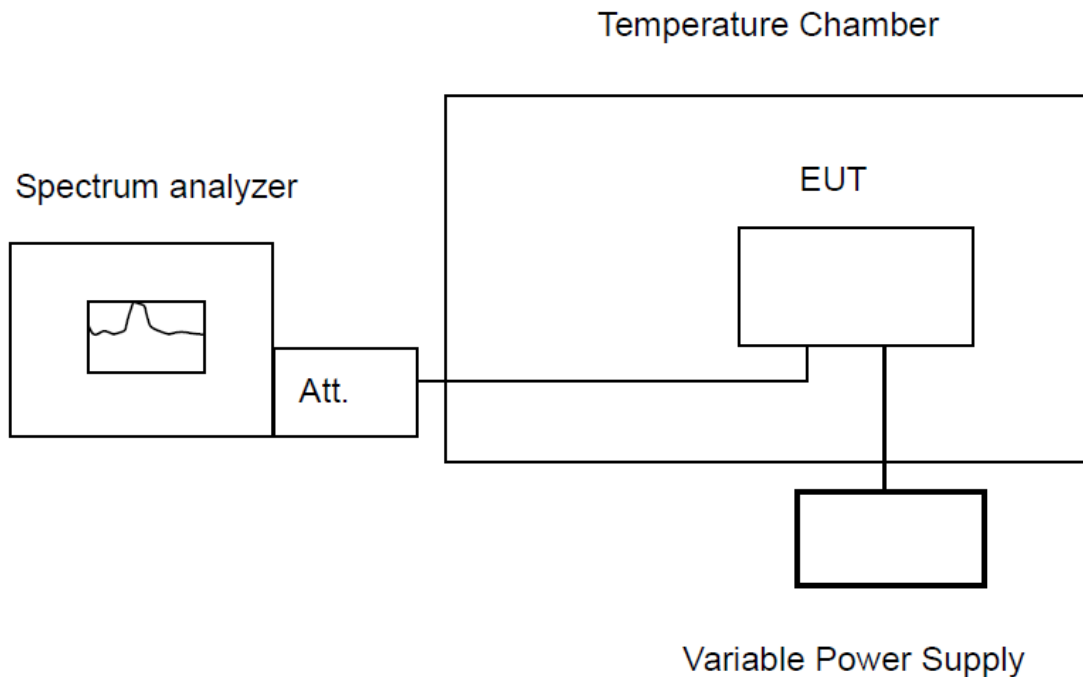 Temperature Chamber
Spectrum analyzer
EUT
Att.
Variable Power Supply